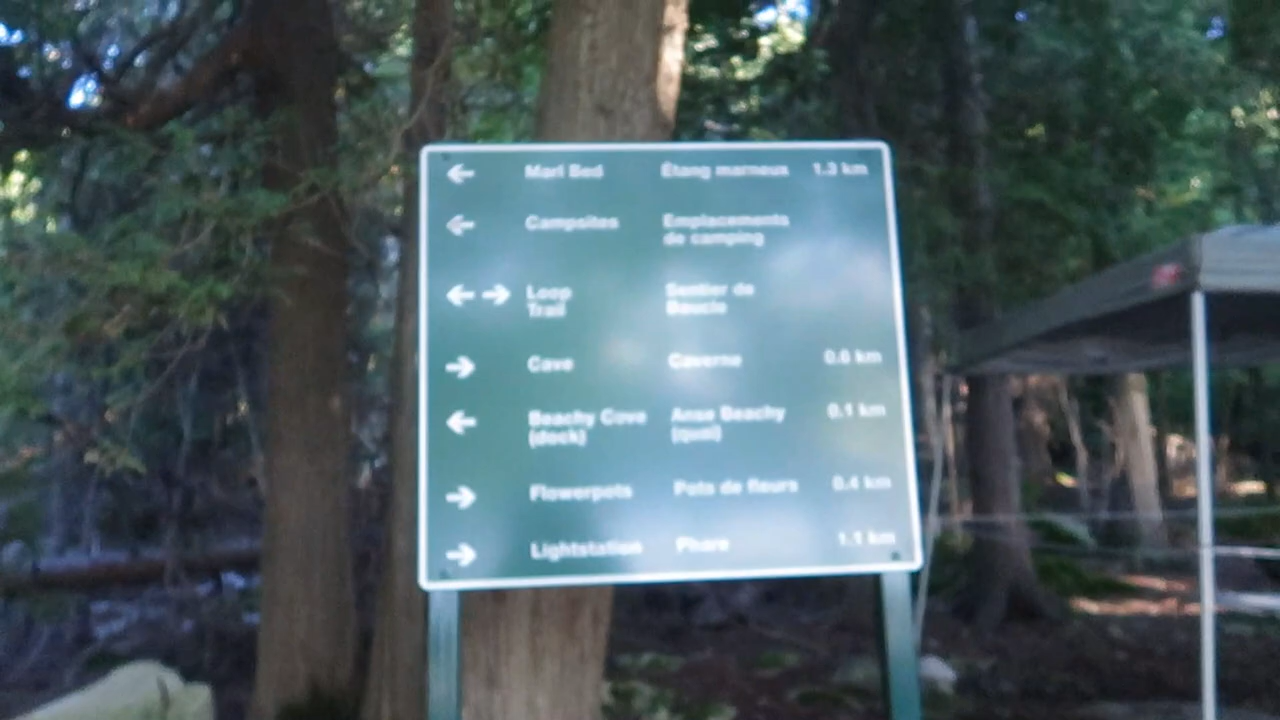 ← Marl Bed Étang marneux 1.3 km
← Campsites Emplacements
de camping
← → Loop Sentier de
Trail Boucle
→ Cave Caverne 0.6 km
← Beachy Cove Anse Beachy 0.1 km
(dock) (quai)
→ Flowerpots Pots de fleurs 0.4 km
→ Lightstation Phare 1.1 km